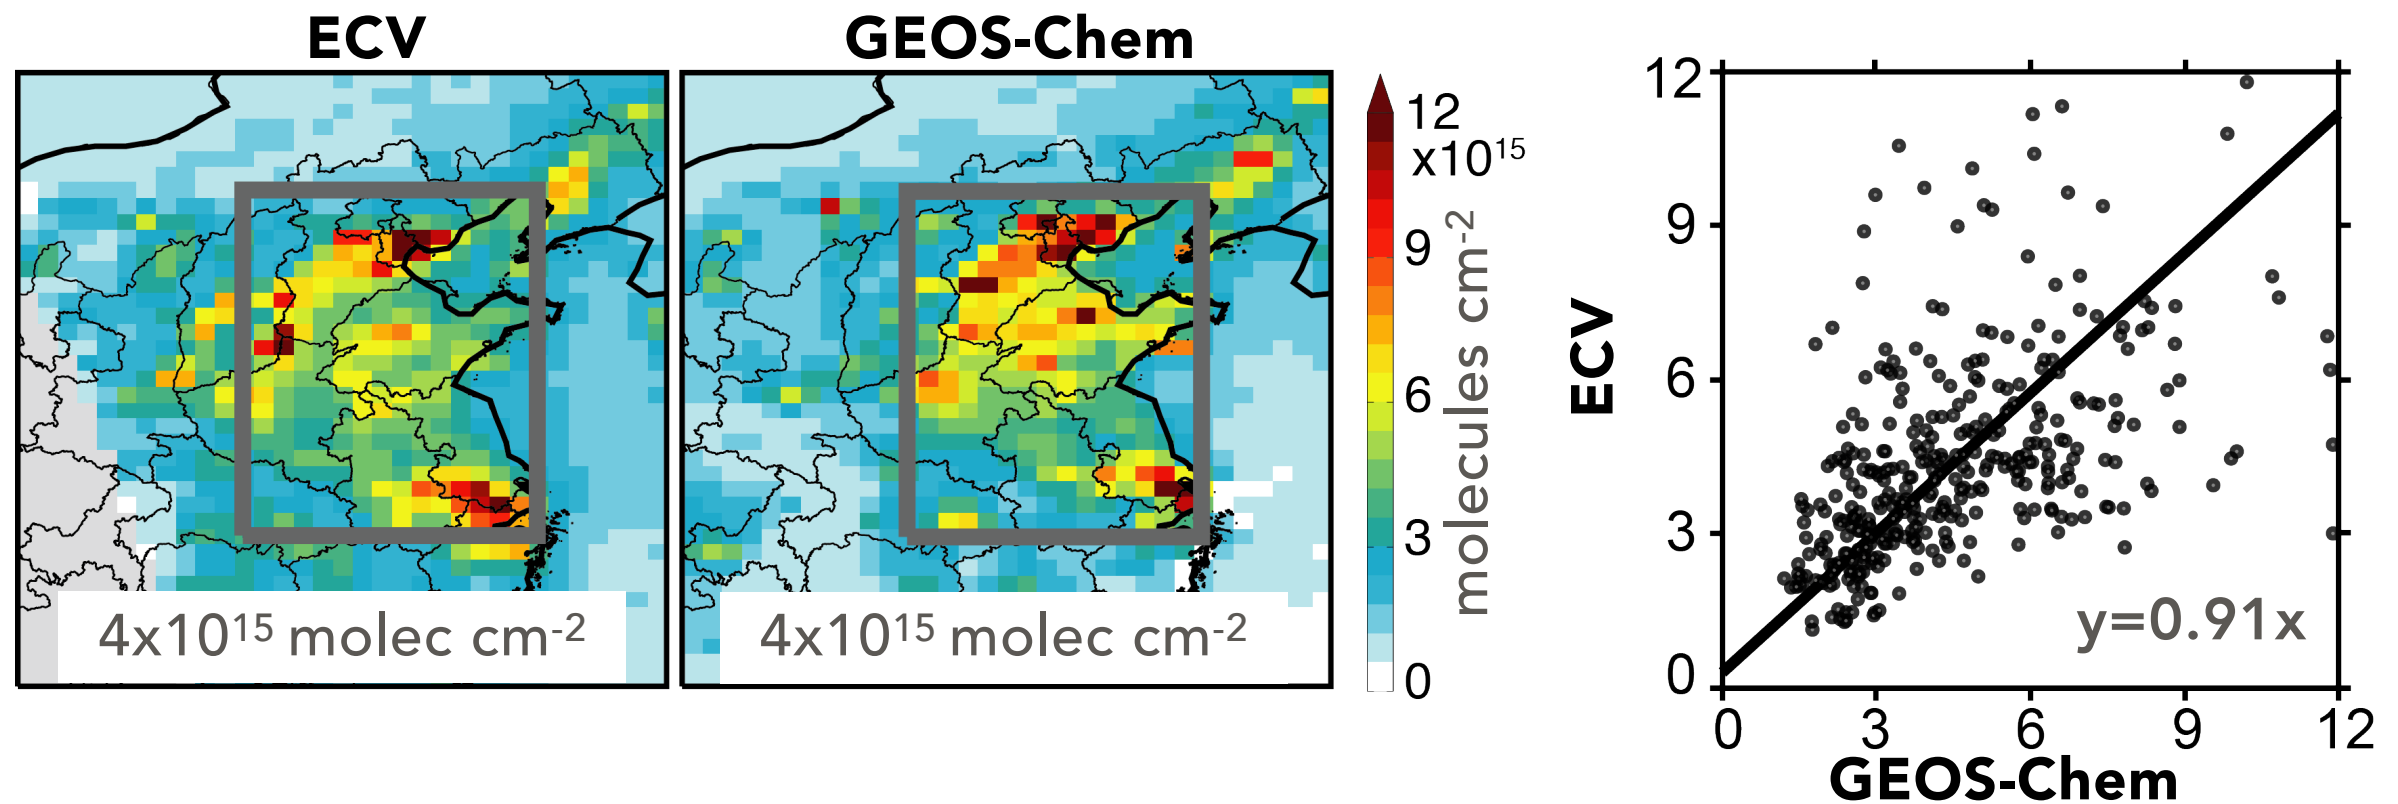 ECV
GEOS-Chem
4x10¹⁵ molec cm⁻²
4x10¹⁵ molec cm⁻²
12
x10¹⁵
9
6
3
0
molecules cm⁻²
12
9
6
3
0
ECV
y=0.91x
0 3 6 9 12
GEOS-Chem